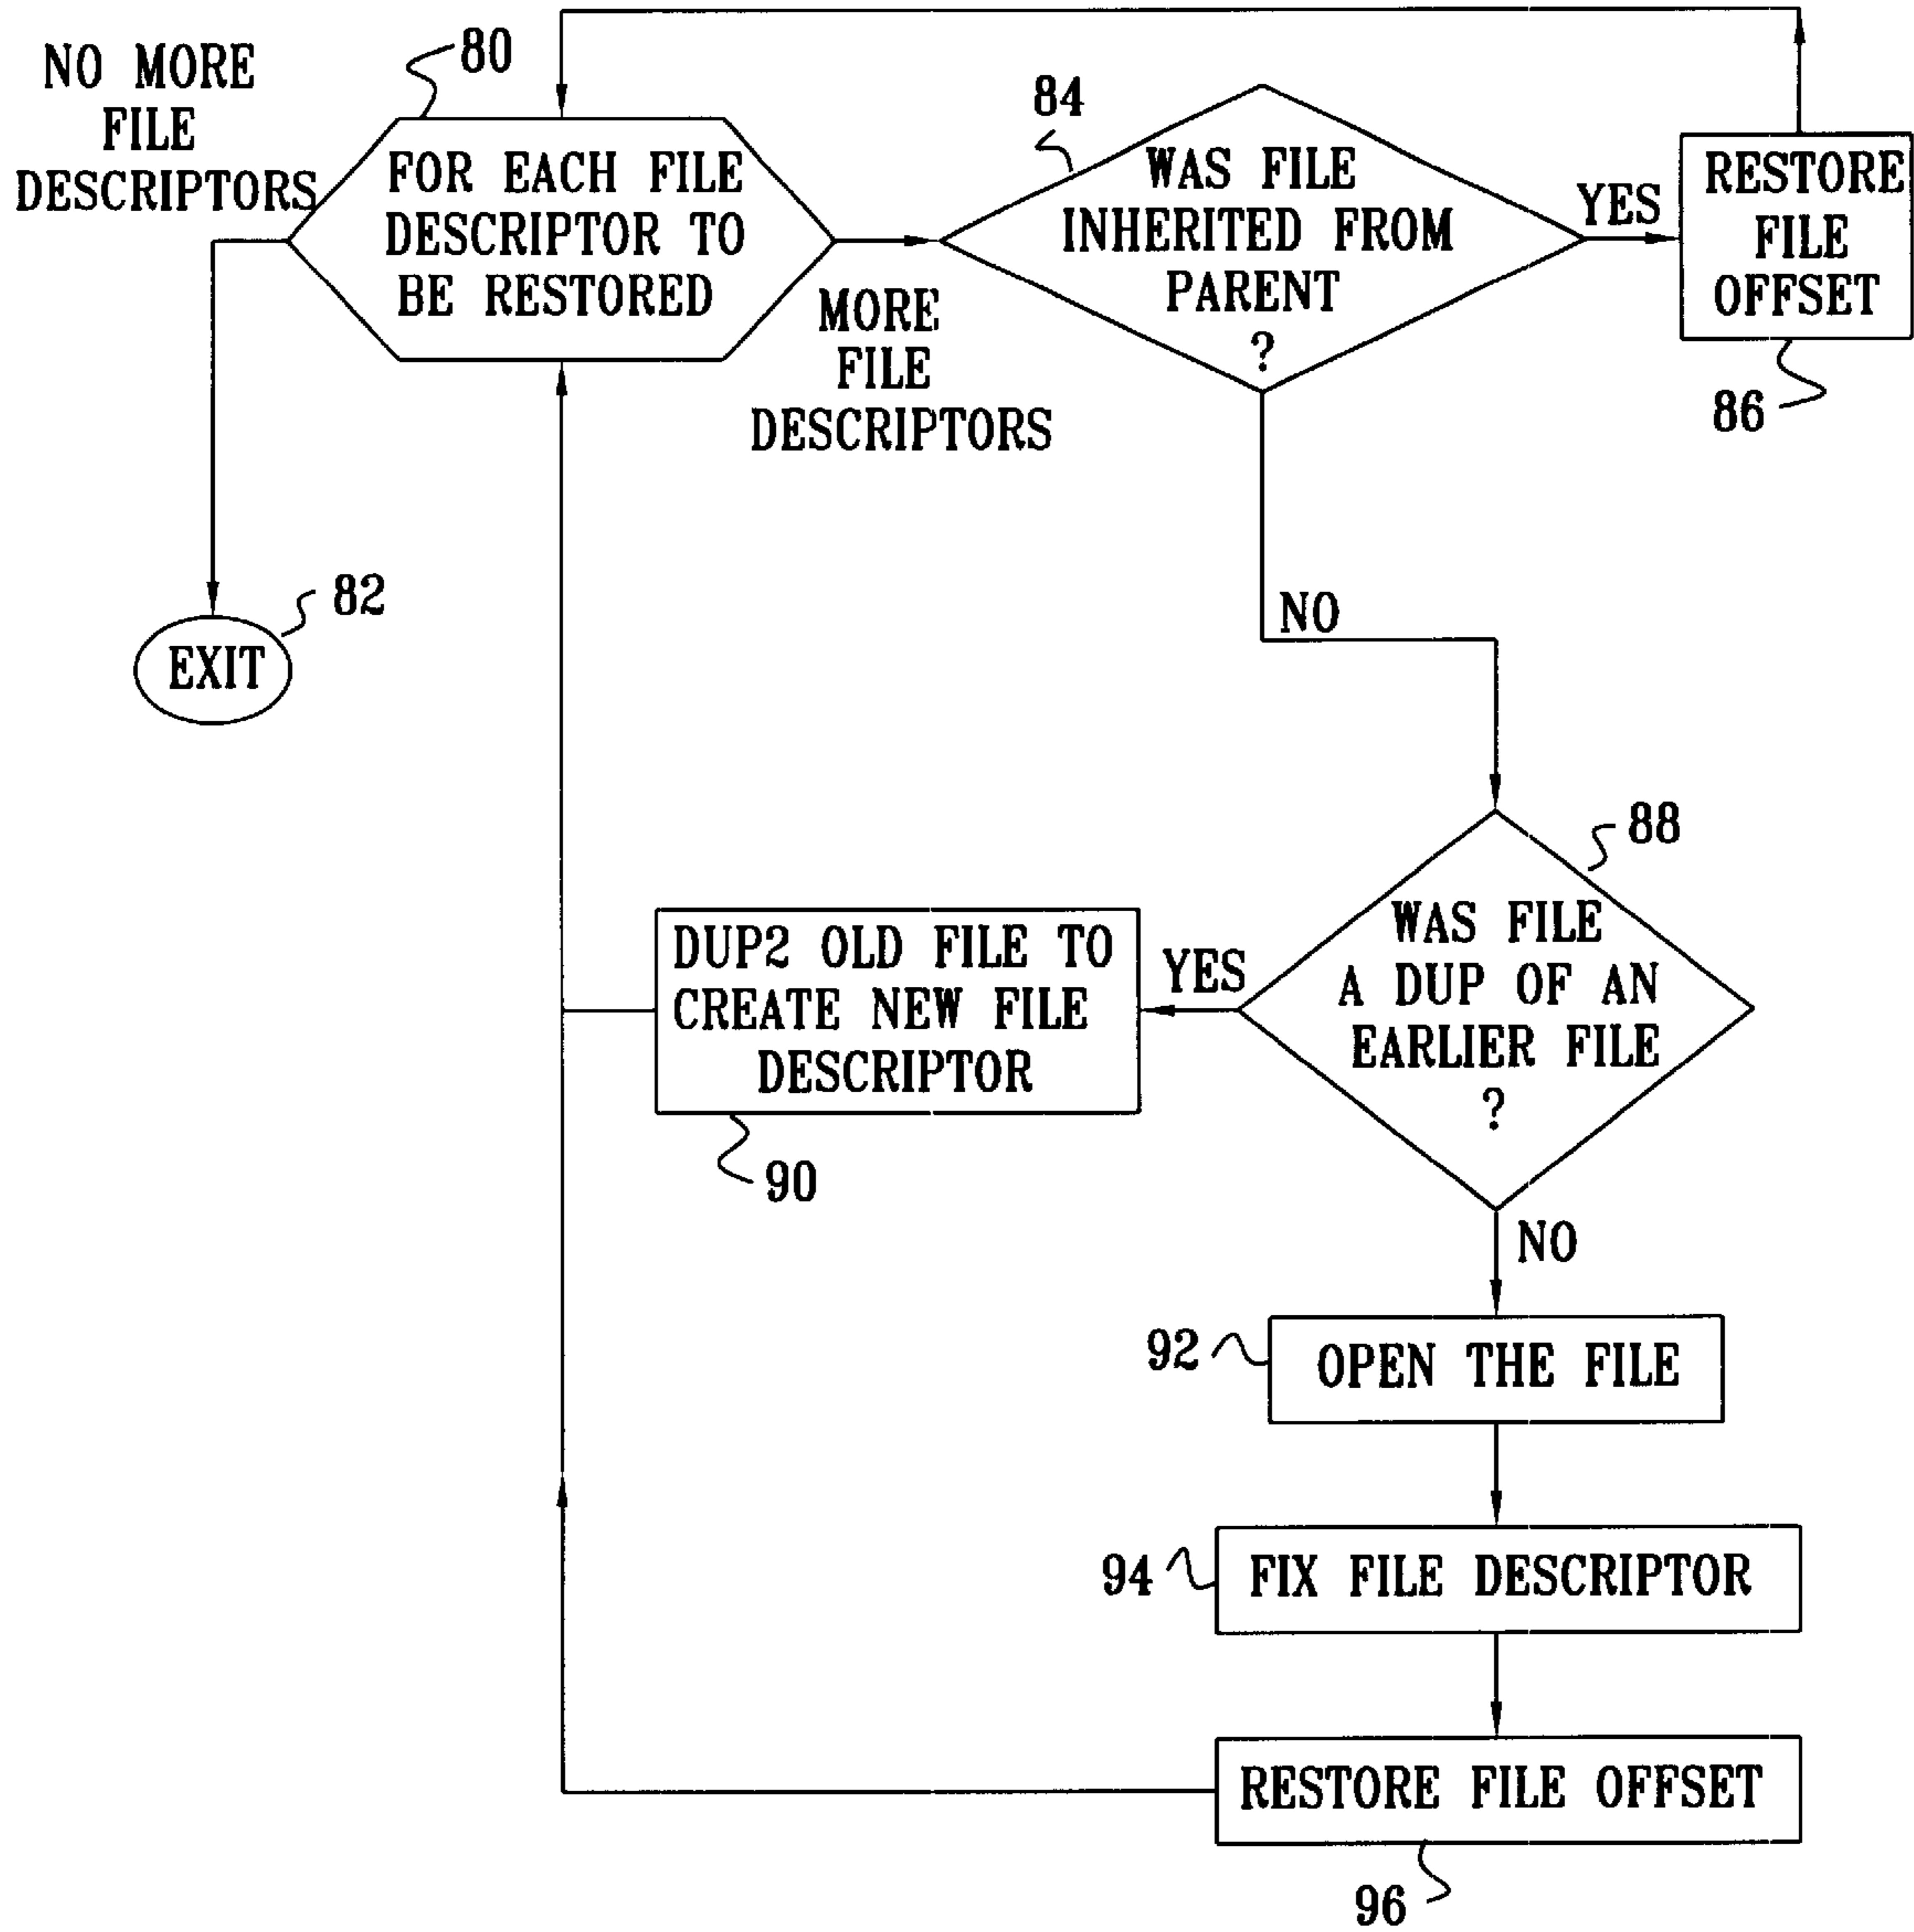 NO MORE
FILE
DESCRIPTORS
80
FOR EACH FILE
DESCRIPTOR TO
BE RESTORED
MORE
FILE
DESCRIPTORS
84
WAS FILE
INHERITED FROM
PARENT
?
YES
RESTORE
FILE
OFFSET
86
82
EXIT
NO
88
WAS FILE
A DUP OF AN
EARLIER FILE
?
YES
DUP2 OLD FILE TO
CREATE NEW FILE
DESCRIPTOR
90
NO
92
OPEN THE FILE
94
FIX FILE DESCRIPTOR
RESTORE FILE OFFSET
96